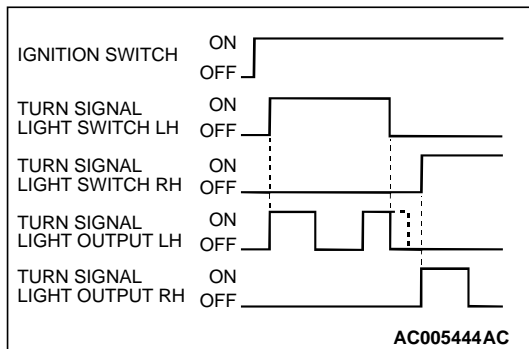 IGNITION SWITCH
ON
OFF
TURN SIGNAL
LIGHT SWITCH LH
ON
OFF
TURN SIGNAL
LIGHT SWITCH RH
ON
OFF
TURN SIGNAL
LIGHT OUTPUT LH
ON
OFF
TURN SIGNAL
LIGHT OUTPUT RH
ON
OFF
AC005444AC